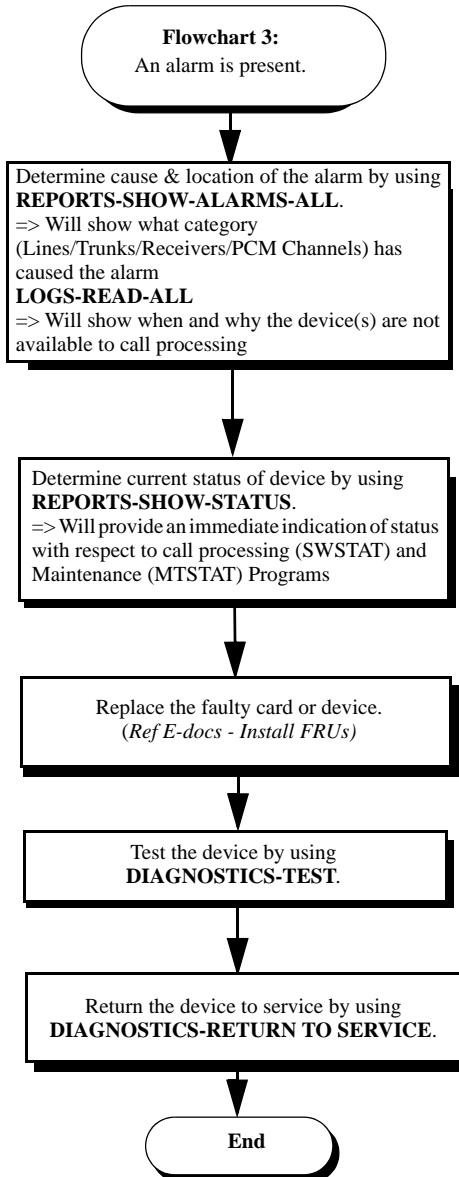 Flowchart 3:
An alarm is present.
Determine cause & location of the alarm by using
REPORTS-SHOW-ALARMS-ALL.
=> Will show what category
(Lines/Trunks/Receivers/PCM Channels) has
caused the alarm
LOGS-READ-ALL
=> Will show when and why the device(s) are not
available to call processing
Determine current status of device by using
REPORTS-SHOW-STATUS.
=> Will provide an immediate indication of status
with respect to call processing (SWSTAT) and
Maintenance (MTSTAT) Programs
Replace the faulty card or device.
(Ref E-docs - Install FRUs)
Test the device by using
DIAGNOSTICS-TEST.
Return the device to service by using
DIAGNOSTICS-RETURN TO SERVICE.
End